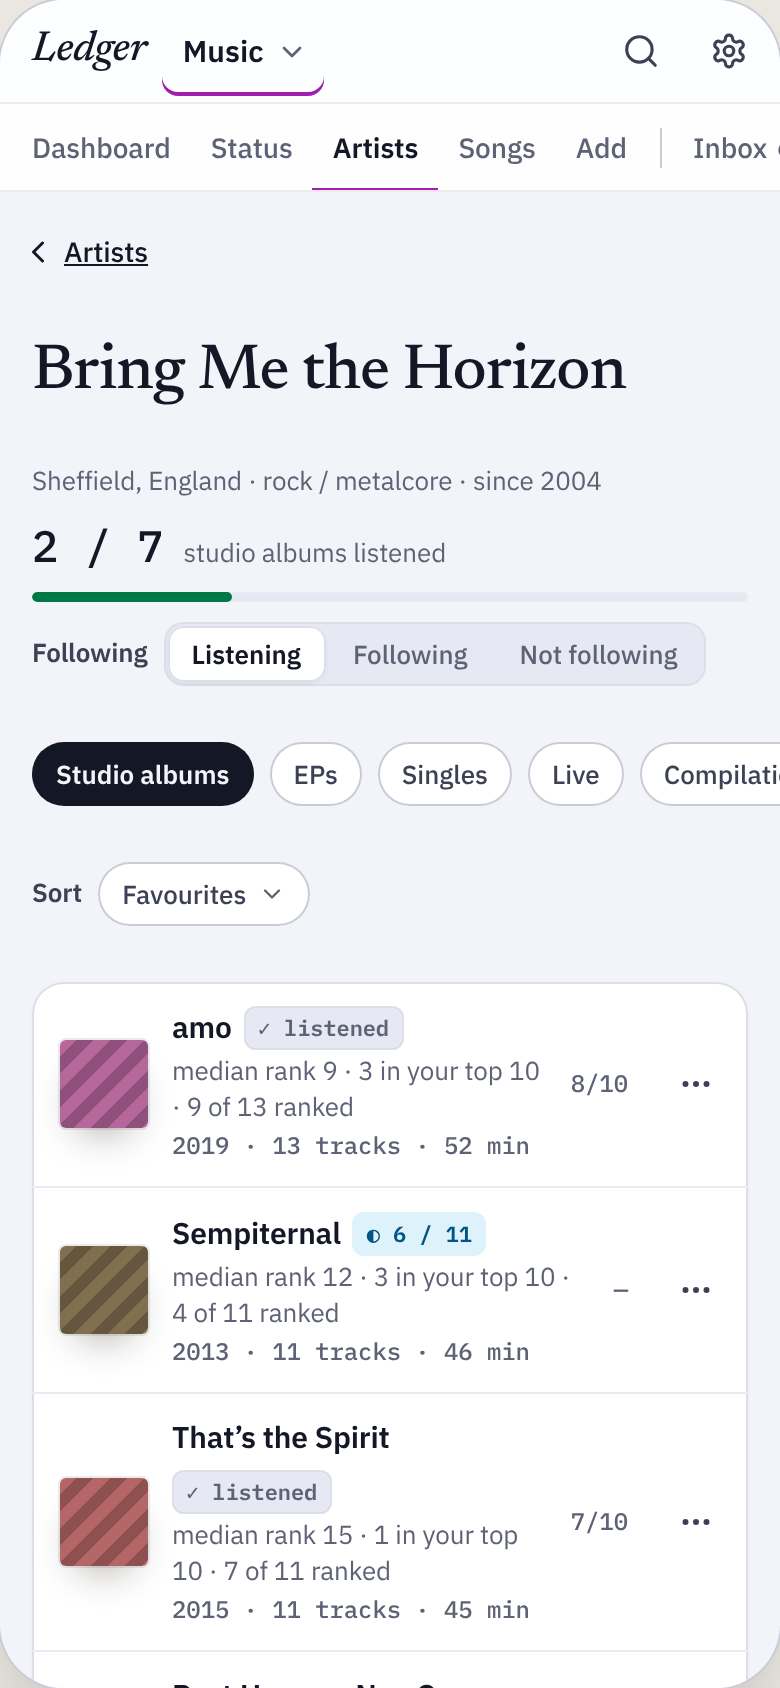 Ledger Music
Dashboard Status Artists Songs Add Inbox
Artists
Bring Me the Horizon
Sheffield, England · rock / metalcore · since 2004
2 / 7 studio albums listened
Following Listening Following Not following
Studio albums EPs Singles Live
Sort Favourites
amo ✓ listened
median rank 9 · 3 in your top 10
· 9 of 13 ranked
8/10
2019 · 13 tracks · 52 min
Sempiternal ◐ 6 / 11
median rank 12 · 3 in your top 10 ·
4 of 11 ranked
–
2013 · 11 tracks · 46 min
That’s the Spirit
✓ listened
median rank 15 · 1 in your top
10 · 7 of 11 ranked
7/10
2015 · 11 tracks · 45 min